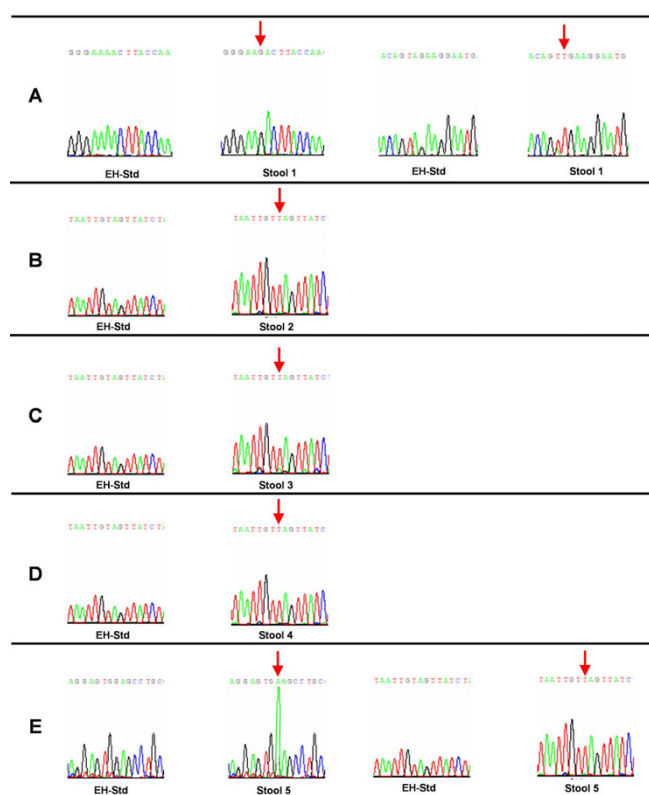 GGGAAAACTTACCAA GGGAAGACTTACCAA ACAGTAGAAGGAATG ACAGTTGAAGGAATG
A
EH-Std Stool 1 EH-Std Stool 1
TAATTGTAGTTATCT TAATTGTTAGTTATC
B
EH-Std Stool 2
TAATTGTAGTTATCT TAATTGTTAGTTATC
C
EH-Std Stool 3
TAATTGTAGTTATCT TAATTGTTAGTTATC
D
EH-Std Stool 4
AGGAGTGGAGCCTGC AGGAGTGAAGCCTGC TAATTGTAGTTATCT TAATTGTTAGTTATC
E
EH-Std Stool 5 EH-Std Stool 5